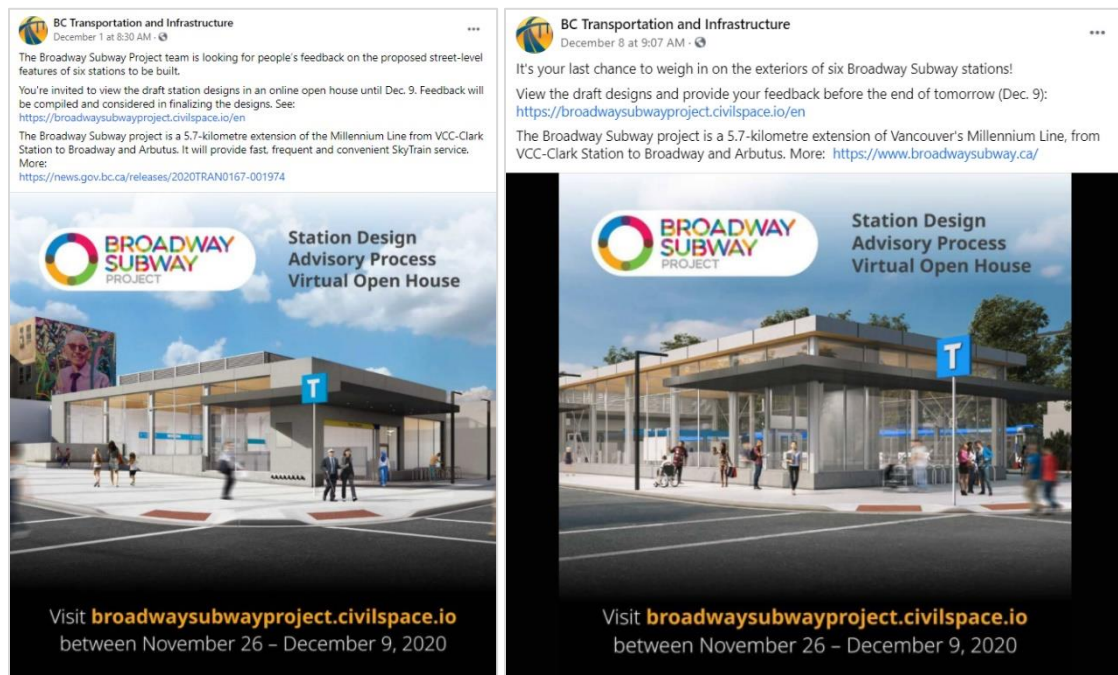 BC Transportation and Infrastructure
December 1 at 8:30 AM ·
The Broadway Subway Project team is looking for people's feedback on the proposed street-level
features of six stations to be built.
You're invited to view the draft station designs in an online open house until Dec. 9. Feedback will
be compiled and considered in finalizing the designs. See:
https://broadwaysubwayproject.civilspace.io/en
The Broadway Subway project is a 5.7-kilometre extension of the Millennium Line from VCC-Clark
Station to Broadway and Arbutus. It will provide fast, frequent and convenient SkyTrain service.
More:
https://news.gov.bc.ca/releases/2020TRAN0167-001974
BROADWAY
SUBWAY
PROJECT
Station Design
Advisory Process
Virtual Open House
T
Visit broadwaysubwayproject.civilspace.io
between November 26 – December 9, 2020
BC Transportation and Infrastructure
December 8 at 9:07 AM ·
It's your last chance to weigh in on the exteriors of six Broadway Subway stations!
View the draft designs and provide your feedback before the end of tomorrow (Dec. 9):
https://broadwaysubwayproject.civilspace.io/en
The Broadway Subway project is a 5.7-kilometre extension of Vancouver's Millennium Line, from
VCC-Clark Station to Broadway and Arbutus. More: https://www.broadwaysubway.ca/
BROADWAY
SUBWAY
PROJECT
Station Design
Advisory Process
Virtual Open House
T
Visit broadwaysubwayproject.civilspace.io
between November 26 – December 9, 2020